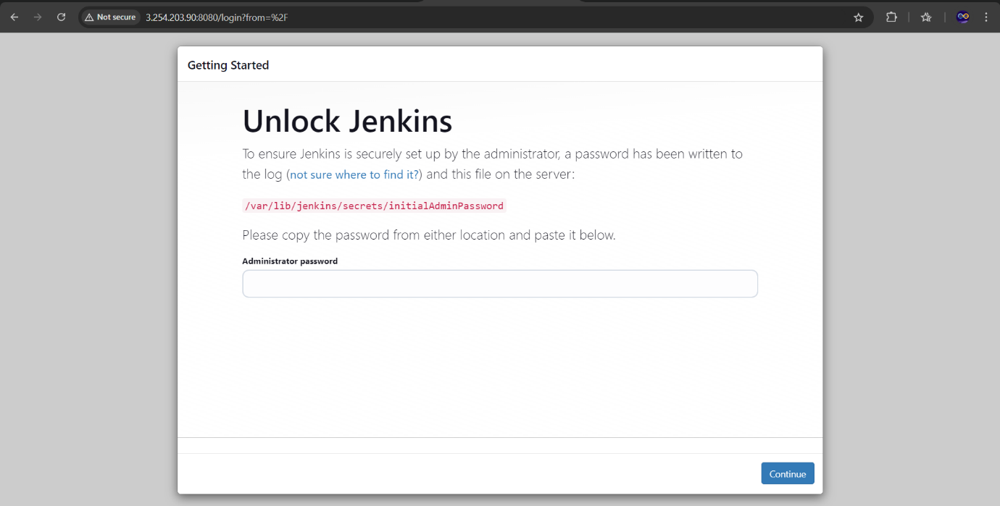 Not secure 3.254.203.90:8080/login?from=%2F
Getting Started
Unlock Jenkins
To ensure Jenkins is securely set up by the administrator, a password has been written to
the log (not sure where to find it?) and this file on the server:
/var/lib/jenkins/secrets/initialAdminPassword
Please copy the password from either location and paste it below.
Administrator password
Continue